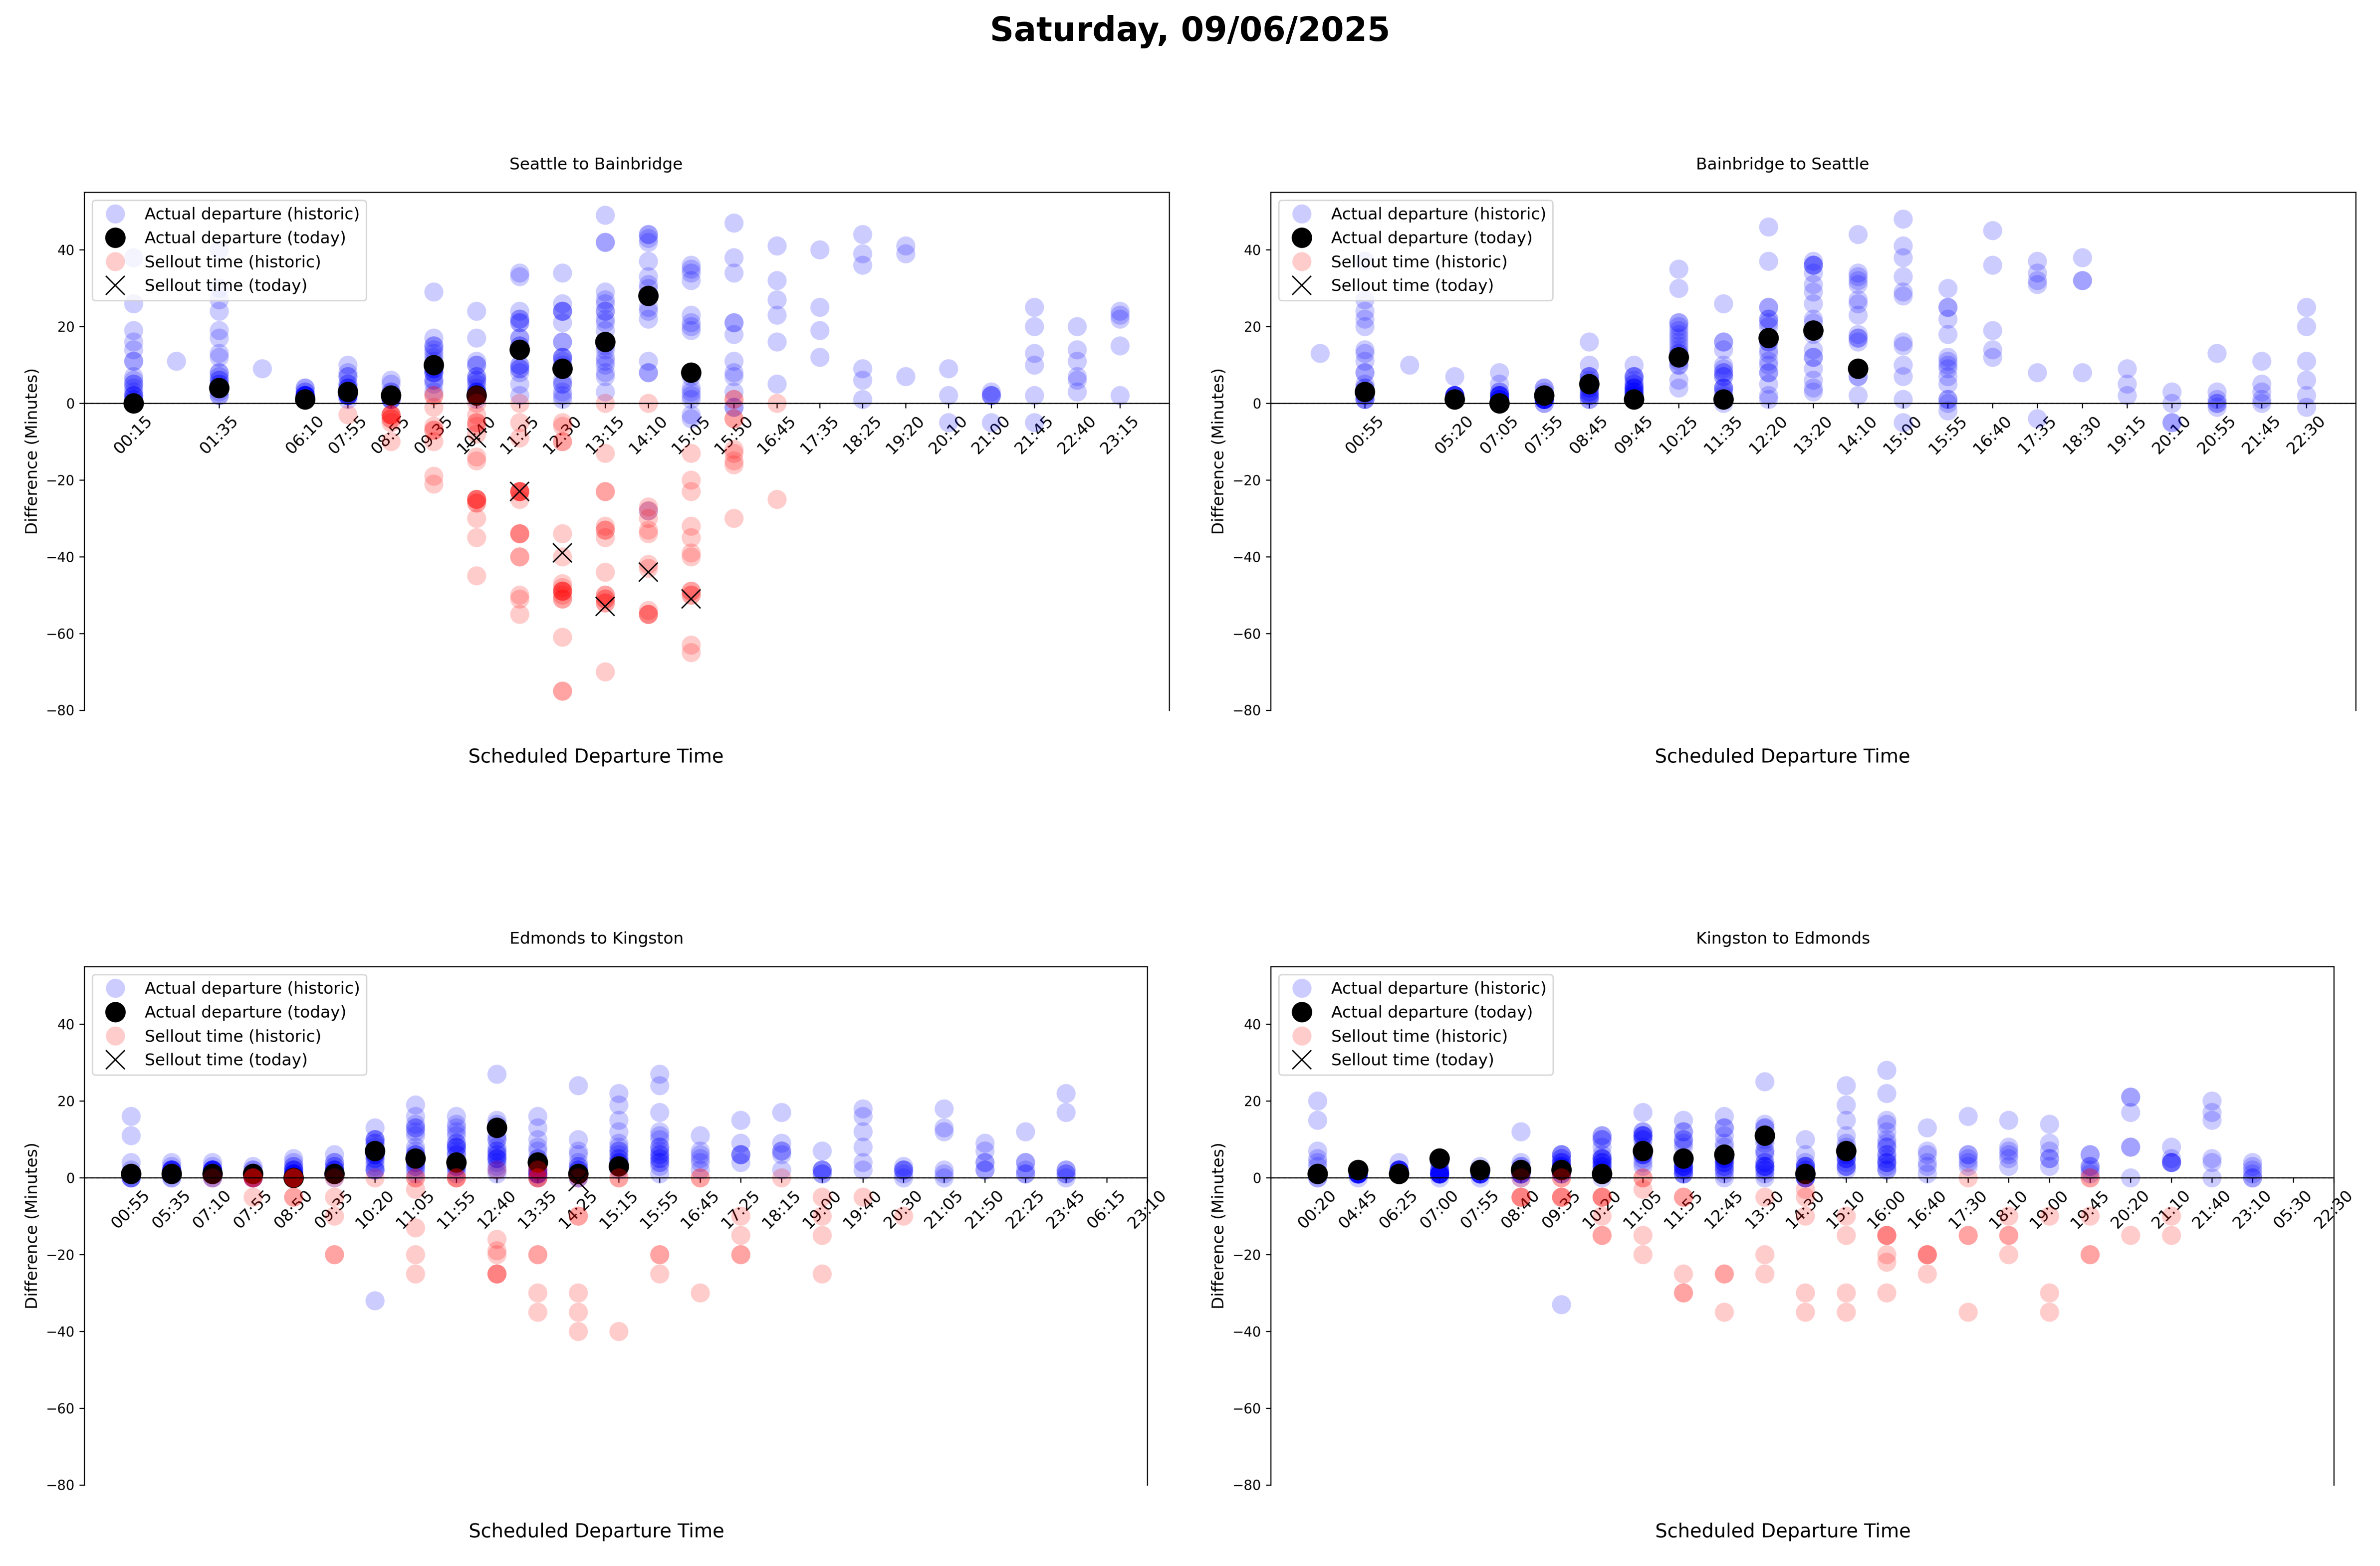 Saturday, 09/06/2025
Seattle to Bainbridge
Actual departure (historic)
Actual departure (today)
Sellout time (historic)
Sellout time (today)
Difference (Minutes)
40
20
0
−20
−40
−60
−80
00:15 01:35 06:10 07:55 08:55 09:35 10:40 11:25 12:30 13:15 14:10 15:05 15:50 16:45 17:35 18:25 19:20 20:10 21:00 21:45 22:40 23:15
Scheduled Departure Time
Bainbridge to Seattle
Actual departure (historic)
Actual departure (today)
Sellout time (historic)
Sellout time (today)
Difference (Minutes)
40
20
0
−20
−40
−60
−80
00:55 05:20 07:05 07:55 08:45 09:45 10:25 11:35 12:20 13:20 14:10 15:00 15:55 16:40 17:35 18:30 19:15 20:10 20:55 21:45 22:30
Scheduled Departure Time
Edmonds to Kingston
Actual departure (historic)
Actual departure (today)
Sellout time (historic)
Sellout time (today)
Difference (Minutes)
40
20
0
−20
−40
−60
−80
00:55 05:35 07:10 07:55 08:50 09:35 10:20 11:05 11:55 12:40 13:35 14:25 15:15 15:55 16:45 17:25 18:15 19:00 19:40 20:30 21:05 21:50 22:25 23:45 06:15 23:10
Scheduled Departure Time
Kingston to Edmonds
Actual departure (historic)
Actual departure (today)
Sellout time (historic)
Sellout time (today)
Difference (Minutes)
40
20
0
−20
−40
−60
−80
00:20 04:45 06:25 07:00 07:55 08:40 09:35 10:20 11:05 11:55 12:45 13:30 14:30 15:10 16:00 16:40 17:30 18:10 19:00 19:45 20:20 21:10 21:40 23:10 05:30 22:30
Scheduled Departure Time